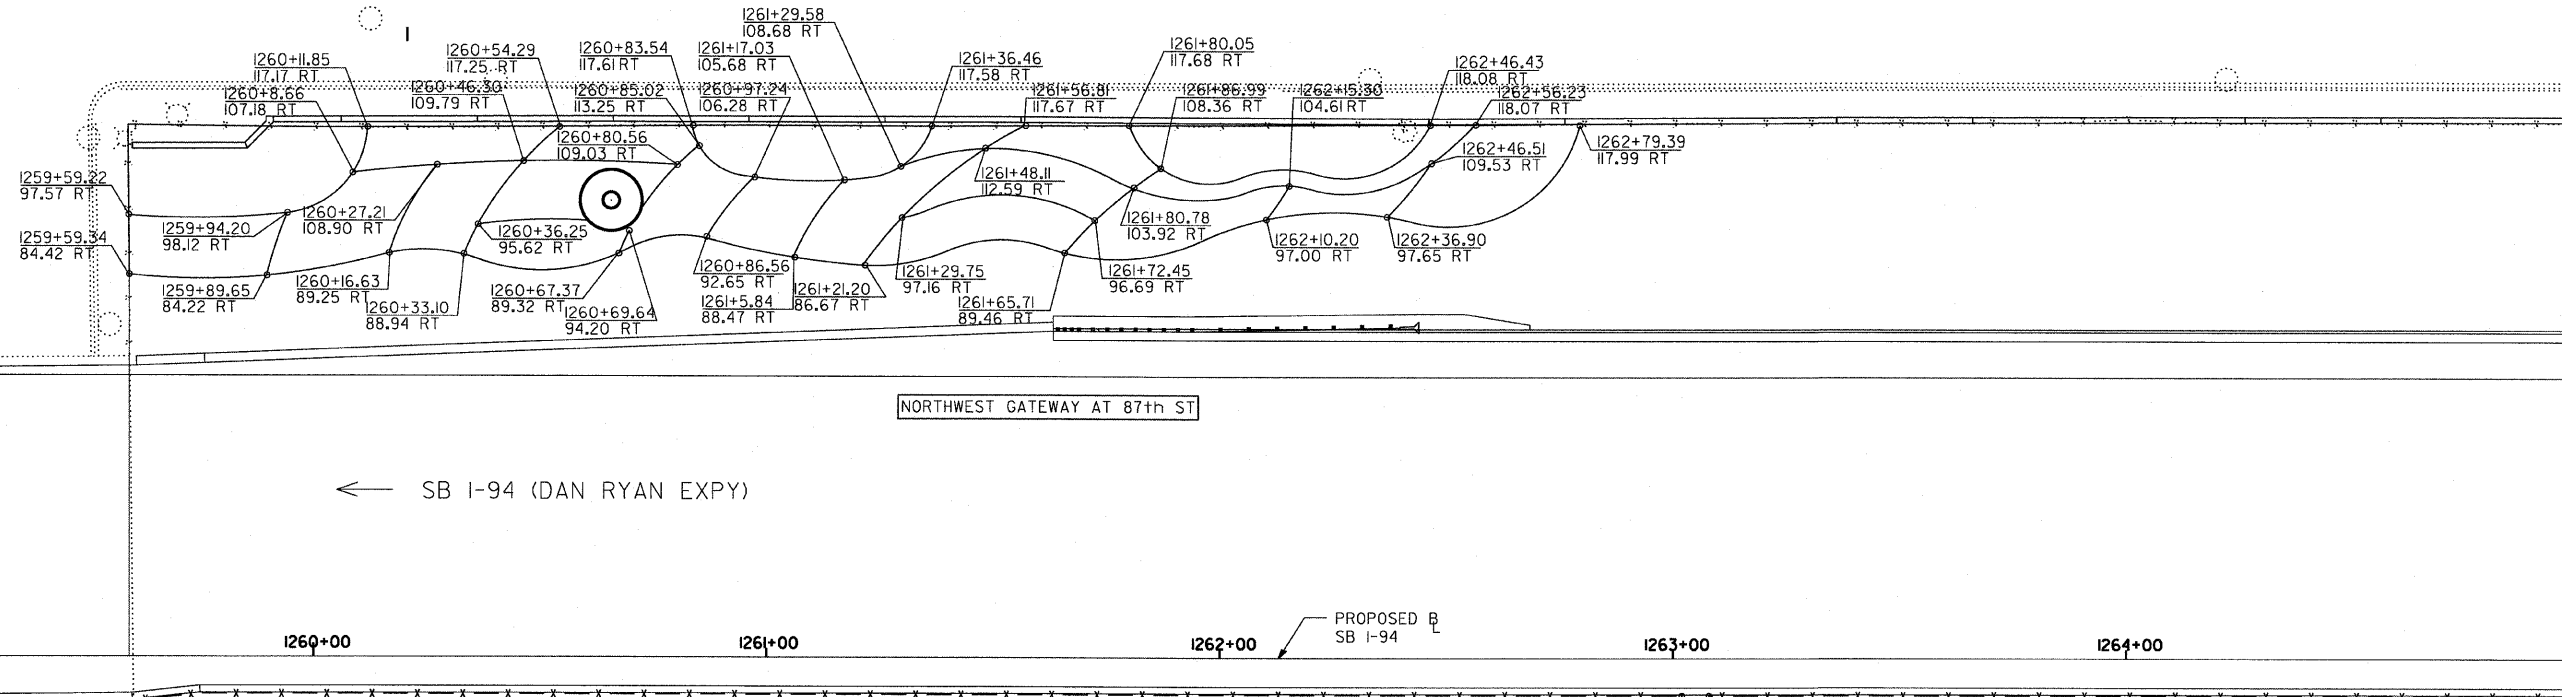 1261+29.58
108.68 RT
1260+11.85
117.17 RT
1260+54.29
117.25 RT
1260+83.54
117.61 RT
1261+17.03
105.68 RT
1261+36.46
117.58 RT
1261+80.05
117.68 RT
1262+46.43
118.08 RT
1260+8.66
107.18 RT
1260+46.30
109.79 RT
1260+85.02
113.25 RT
1260+97.24
106.28 RT
1261+56.81
117.67 RT
1261+86.99
108.36 RT
1262+15.30
104.61 RT
1262+56.23
118.07 RT
1260+80.56
109.03 RT
1262+79.39
117.99 RT
1262+46.51
109.53 RT
1259+59.22
97.57 RT
1261+48.11
112.59 RT
1259+94.20
98.12 RT
1260+27.21
108.90 RT
1260+36.25
95.62 RT
1261+80.78
103.92 RT
1259+59.34
84.42 RT
1262+10.20
97.00 RT
1262+36.90
97.65 RT
1259+89.65
84.22 RT
1260+16.63
89.25 RT
1260+33.10
88.94 RT
1260+67.37
89.32 RT
1260+69.64
94.20 RT
1260+86.56
92.65 RT
1261+5.84
88.47 RT
1261+21.20
86.67 RT
1261+29.75
97.16 RT
1261+65.71
89.46 RT
1261+72.45
96.69 RT
NORTHWEST GATEWAY AT 87th ST
SB I-94 (DAN RYAN EXPY)
PROPOSED BL
SB I-94
1260+00
1261+00
1262+00
1263+00
1264+00